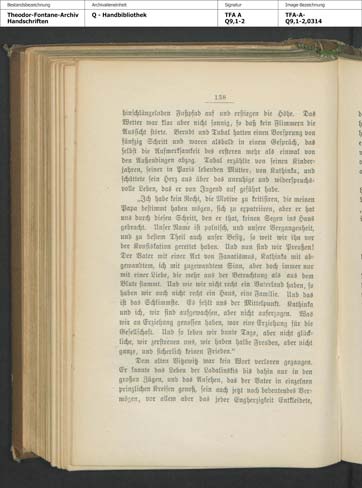 Bestandsbezeichnung
Theodor-Fontane-Archiv
Handschriften
Archivalieneinheit
Q - Handbibliothek
Signatur
TFA A
Q9,1-2
Image-Bezeichnung
TFA-A-
Q9,1-2,0314
138
hinschlängelnden Fußpfad auf und erstiegen die Höhe. Das
Wetter war klar aber nicht sonnig, so daß kein Flimmern die
Aussicht störte. Berndt und Tubal hatten einen Vorsprung von
fünfzig Schritt und waren alsbald in einem Gespräch, das
selbst die Aufmerksamkeit des ersteren mehr als einmal von
den Außendingen abzog. Tubal erzählte von seinen Kinder-
jahren, seiner in Paris lebenden Mutter, von Kathinka, und
schüttete sein Herz aus über das unruhige und widerspruchs-
volle Leben, das er von Jugend auf geführt habe.
„Ich habe kein Recht, die Motive zu kritisiren, die meinen
Papa bestimmt haben mögen, sich zu expatriiren, aber er hat
uns durch diesen Schritt, den er that, keinen Segen ins Haus
gebracht. Unser Name ist polnisch, und unsere Vergangenheit,
und zu bestem Theil auch unser Besitz, so weit wir ihn vor
der Konfiskation gerettet haben. Und nun sind wir Preußen!
Der Vater mit einer Art von Fanatismus, Kathinka mit ab-
gewandtem, ich mit zugewandtem Sinn, aber doch immer nur
mit einer Liebe, die mehr aus der Betrachtung als aus dem
Blute stammt. Und wie wir nicht recht ein Vaterland haben, so
haben wir auch nicht recht ein Haus, eine Familie. Und das
ist das Schlimmste. Es fehlt uns der Mittelpunkt. Kathinka
und ich, wir sind aufgewachsen, aber nicht auferzogen. Was
wir an Erziehung genossen haben, war eine Erziehung für die
Gesellschaft. Und so leben wir bunte Tage, aber nicht glück-
liche, wir zerstreuen uns, wir haben halbe Freuden, aber nicht
ganze, und sicherlich keinen Frieden.“
Dem alten Vitzewitz war kein Wort verloren gegangen.
Er kannte das Leben der Ladalinskis bis dahin nur in den
großen Zügen, und das Ansehen, das der Vater in einzelnen
prinzlichen Kreisen genoß, sein auch jetzt noch bedeutendes Ver-
mögen, vor allem aber das jeder Engherzigkeit Entkleidete,